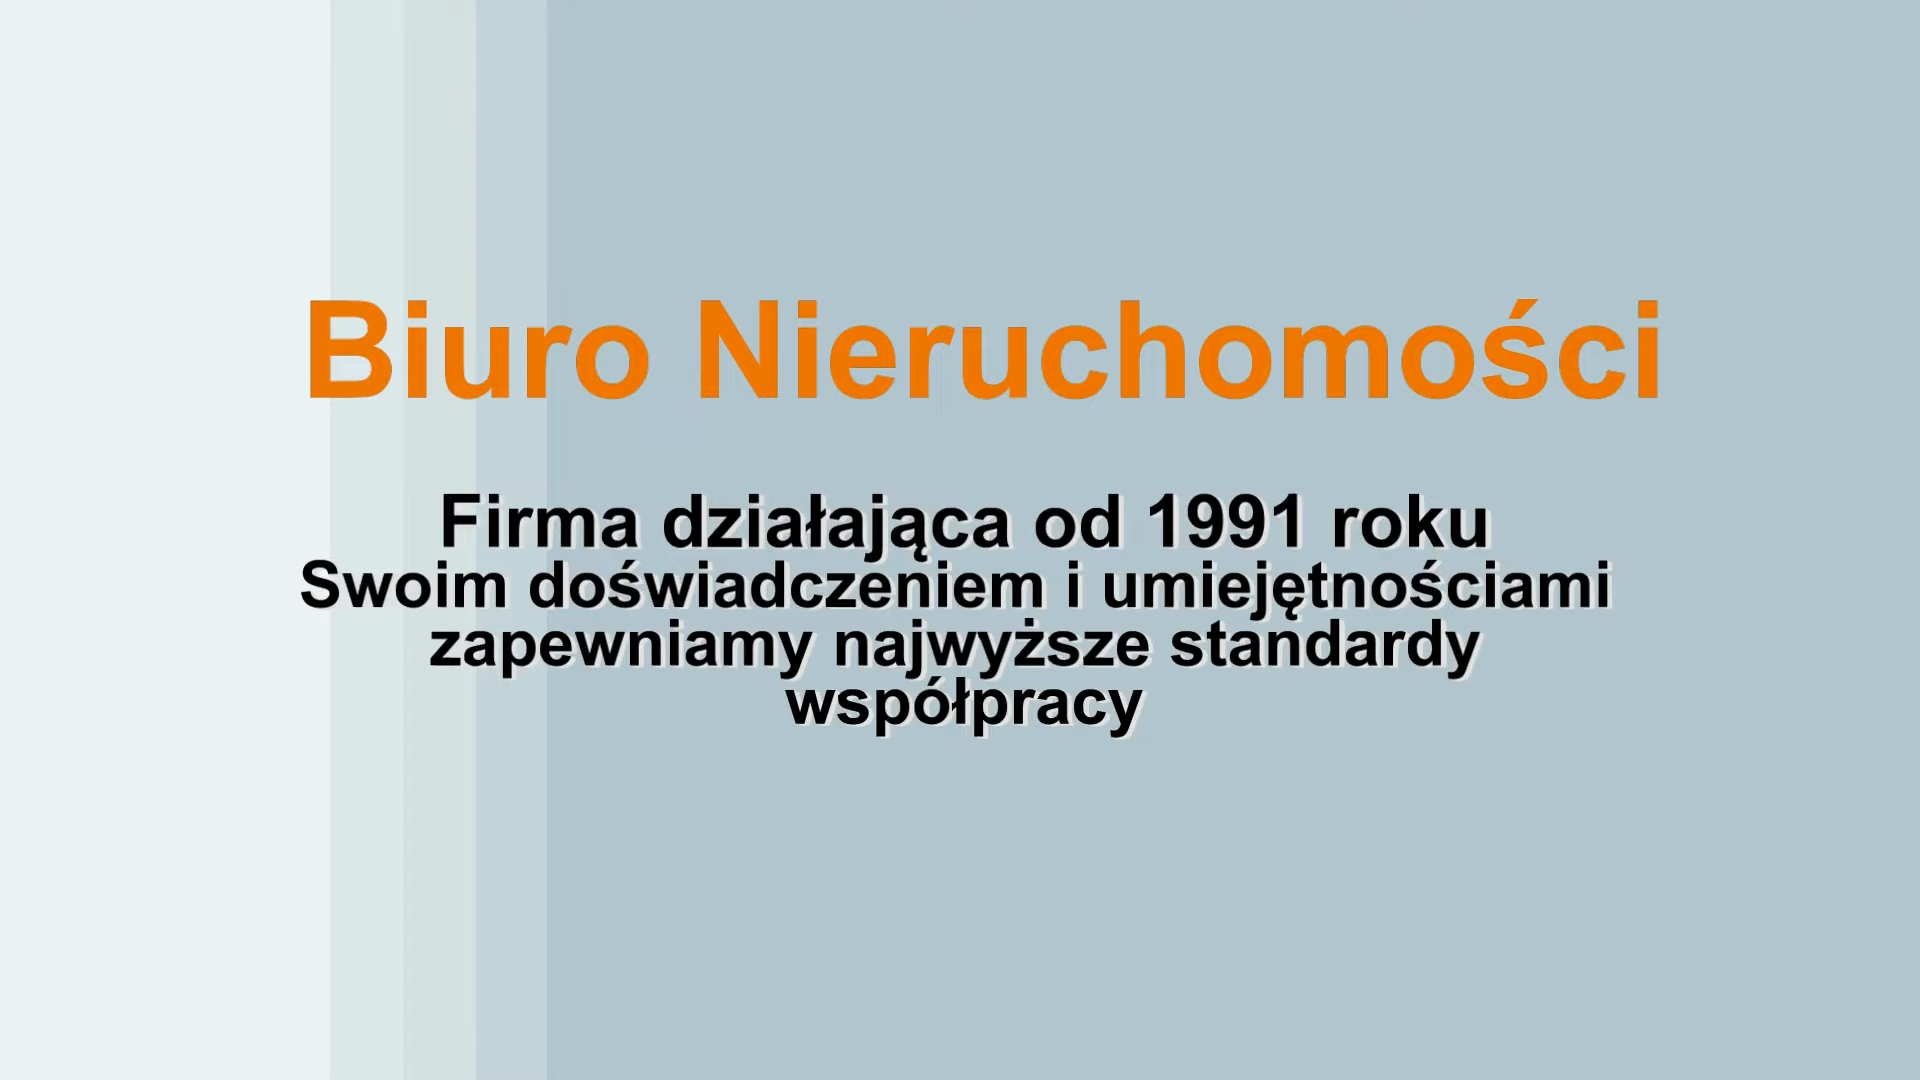 Biuro Nieruchomości
Firma działająca od 1991 roku
Swoim doświadczeniem i umiejętnościami
zapewniamy najwyższe standardy
współpracy